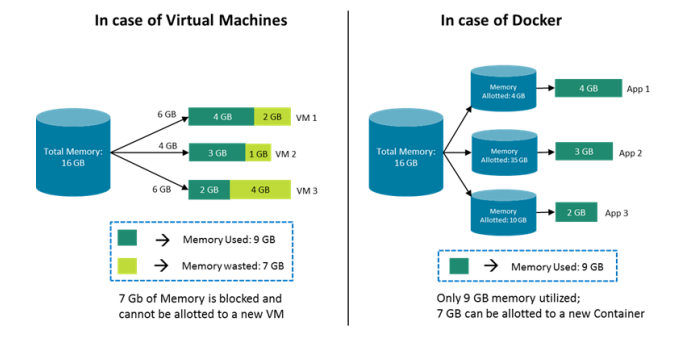 In case of Virtual Machines
Total Memory:
16 GB
6 GB
4 GB
6 GB
4 GB
2 GB
VM 1
3 GB
1 GB
VM 2
2 GB
4 GB
VM 3
Memory Used: 9 GB
Memory wasted: 7 GB
7 Gb of Memory is blocked and
cannot be allotted to a new VM
In case of Docker
Total Memory:
16 GB
Memory
Allotted: 4 GB
4 GB
App 1
Memory
Allotted: 35 GB
3 GB
App 2
Memory
Allotted: 10 GB
2 GB
App 3
Memory Used: 9 GB
Only 9 GB memory utilized;
7 GB can be allotted to a new Container